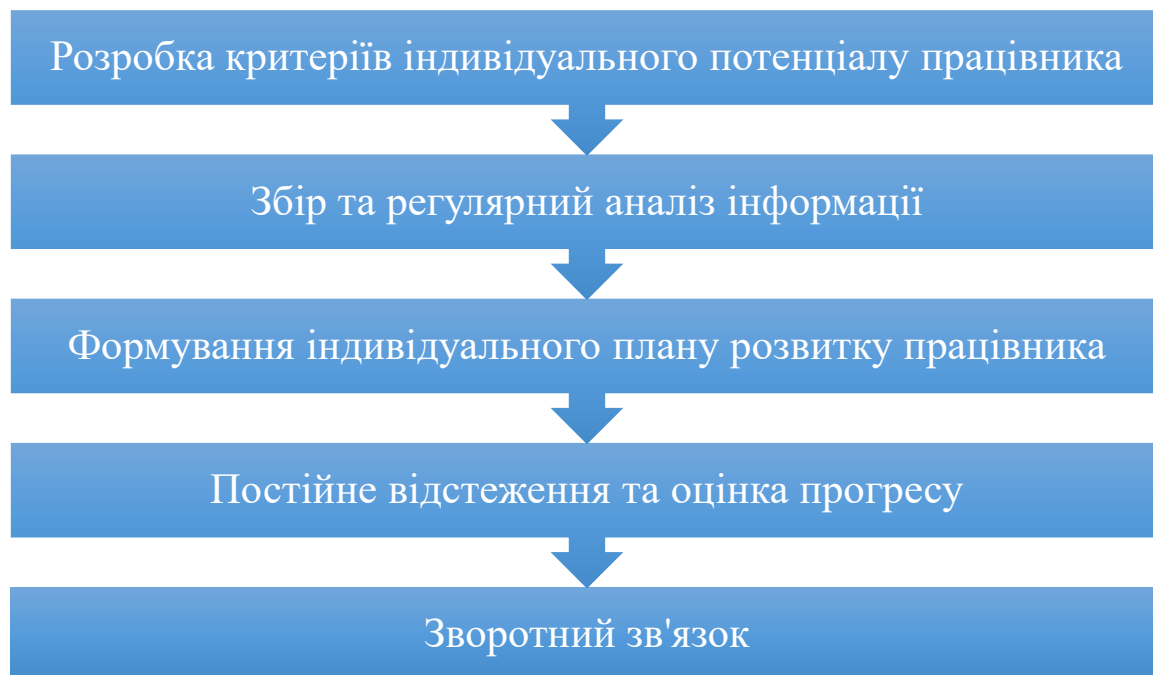 Розробка критеріїв індивідуального потенціалу працівника
Збір та регулярний аналіз інформації
Формування індивідуального плану розвитку працівника
Постійне відстеження та оцінка прогресу
Зворотний зв'язок